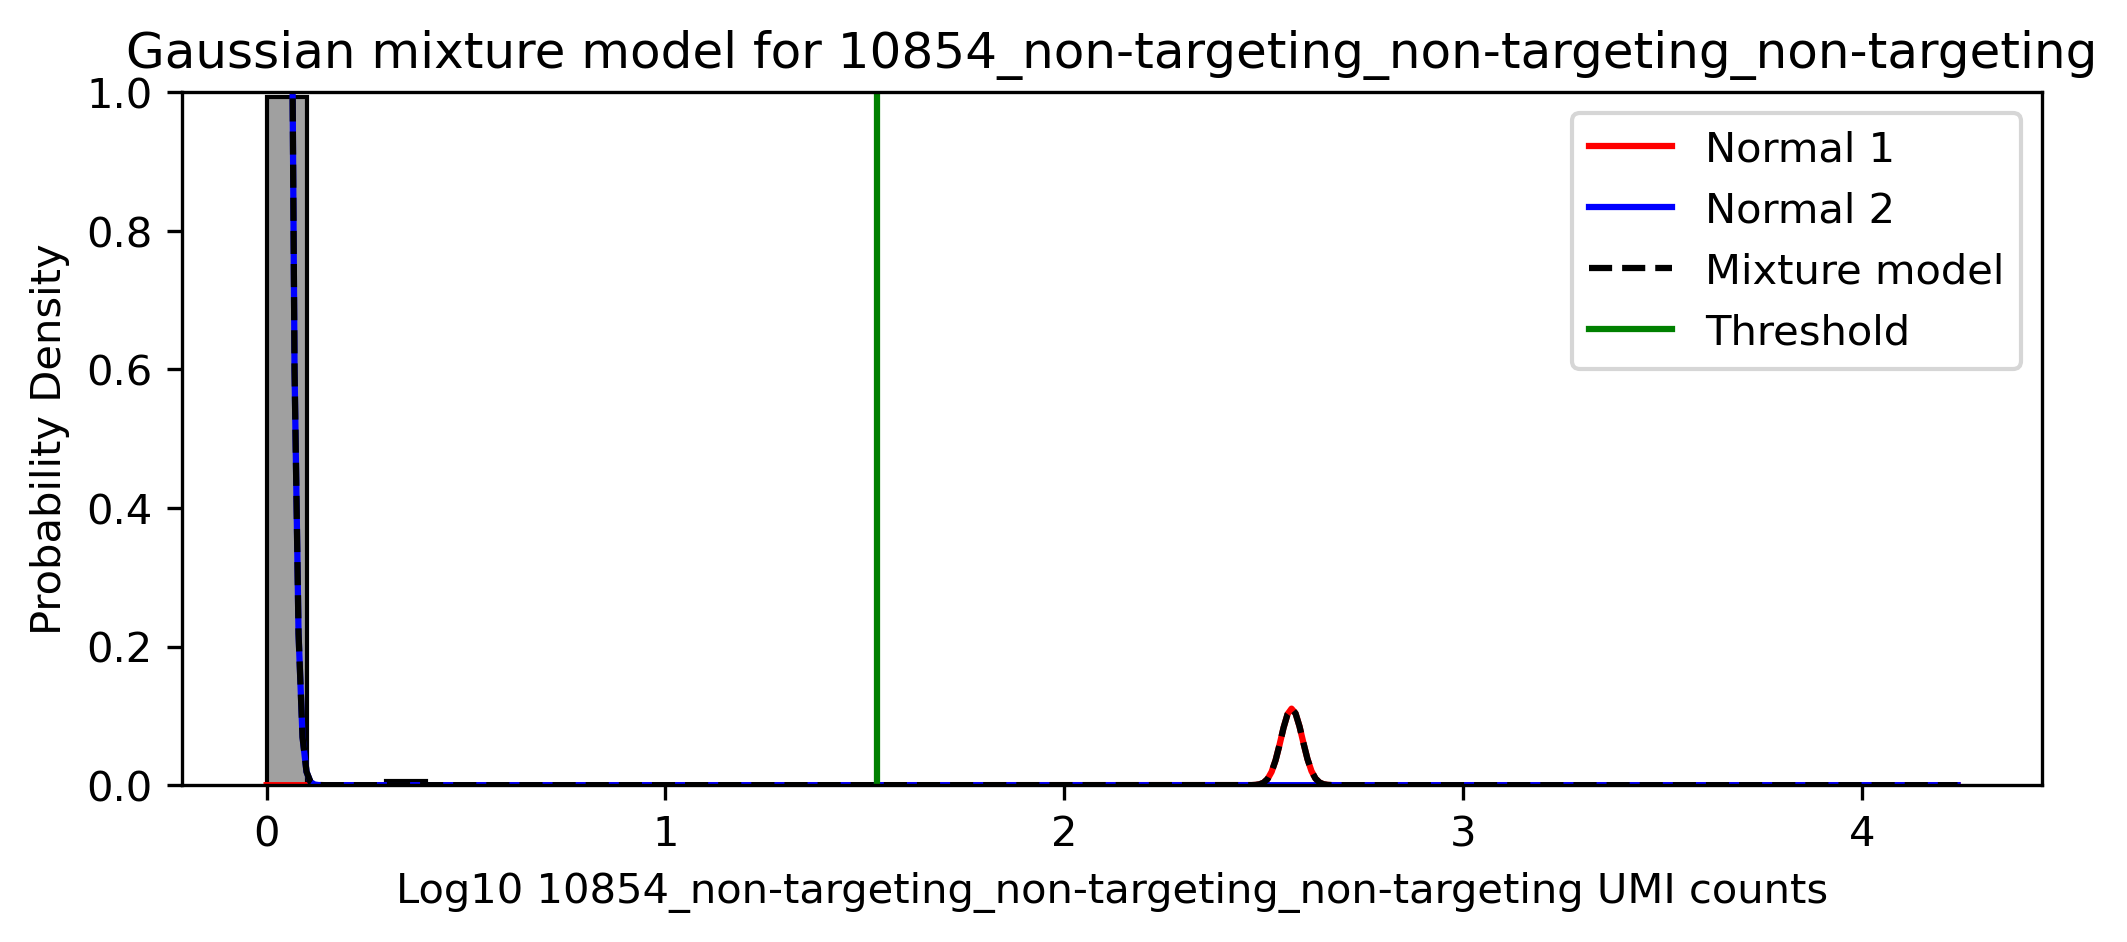 Gaussian mixture model for 10854_non-targeting_non-targeting_non-targeting
1.0
0.8
0.6
0.4
0.2
0.0
Probability Density
Normal 1
Normal 2
Mixture model
Threshold
0 1 2 3 4
Log10 10854_non-targeting_non-targeting_non-targeting UMI counts